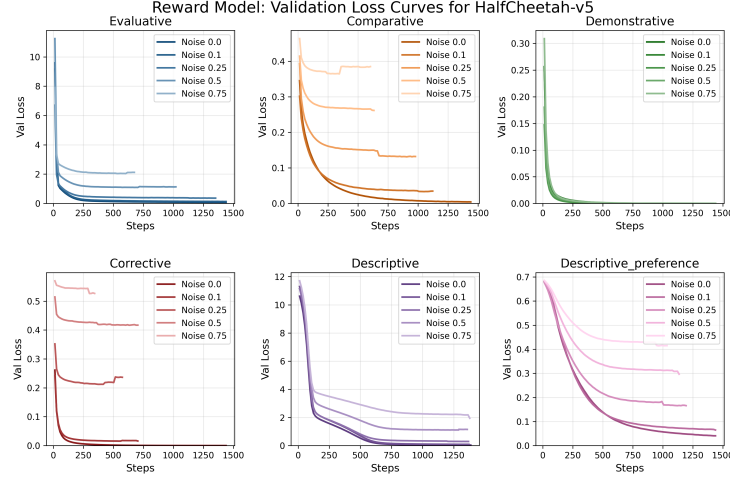 Reward Model: Validation Loss Curves for HalfCheetah-v5
Evaluative
Val Loss
10
8
6
4
2
0
Noise 0.0
Noise 0.1
Noise 0.25
Noise 0.5
Noise 0.75
0 250 500 750 1000 1250 1500
Steps
Comparative
Val Loss
0.4
0.3
0.2
0.1
0.0
Noise 0.0
Noise 0.1
Noise 0.25
Noise 0.5
Noise 0.75
0 250 500 750 1000 1250 1500
Steps
Demonstrative
Val Loss
0.30
0.25
0.20
0.15
0.10
0.05
0.00
Noise 0.0
Noise 0.1
Noise 0.25
Noise 0.5
Noise 0.75
0 250 500 750 1000 1250 1500
Steps
Corrective
Val Loss
0.5
0.4
0.3
0.2
0.1
0.0
Noise 0.0
Noise 0.1
Noise 0.25
Noise 0.5
Noise 0.75
0 250 500 750 1000 1250 1500
Steps
Descriptive
Val Loss
12
10
8
6
4
2
0
Noise 0.0
Noise 0.1
Noise 0.25
Noise 0.5
Noise 0.75
0 250 500 750 1000 1250 1500
Steps
Descriptive_preference
Val Loss
0.7
0.6
0.5
0.4
0.3
0.2
0.1
0.0
Noise 0.0
Noise 0.1
Noise 0.25
Noise 0.5
Noise 0.75
0 250 500 750 1000 1250 1500
Steps